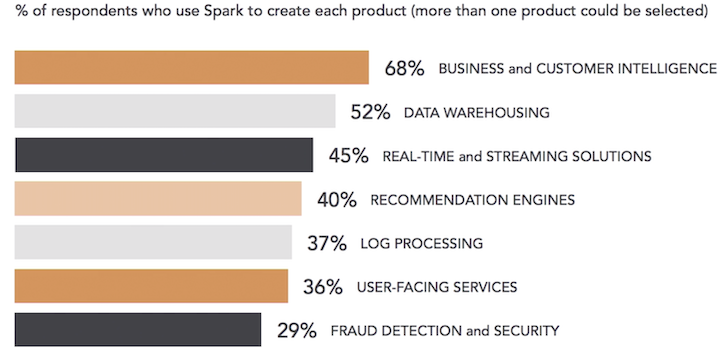 % of respondents who use Spark to create each product (more than one product could be selected)
68% BUSINESS and CUSTOMER INTELLIGENCE
52% DATA WAREHOUSING
45% REAL-TIME and STREAMING SOLUTIONS
40% RECOMMENDATION ENGINES
37% LOG PROCESSING
36% USER-FACING SERVICES
29% FRAUD DETECTION and SECURITY